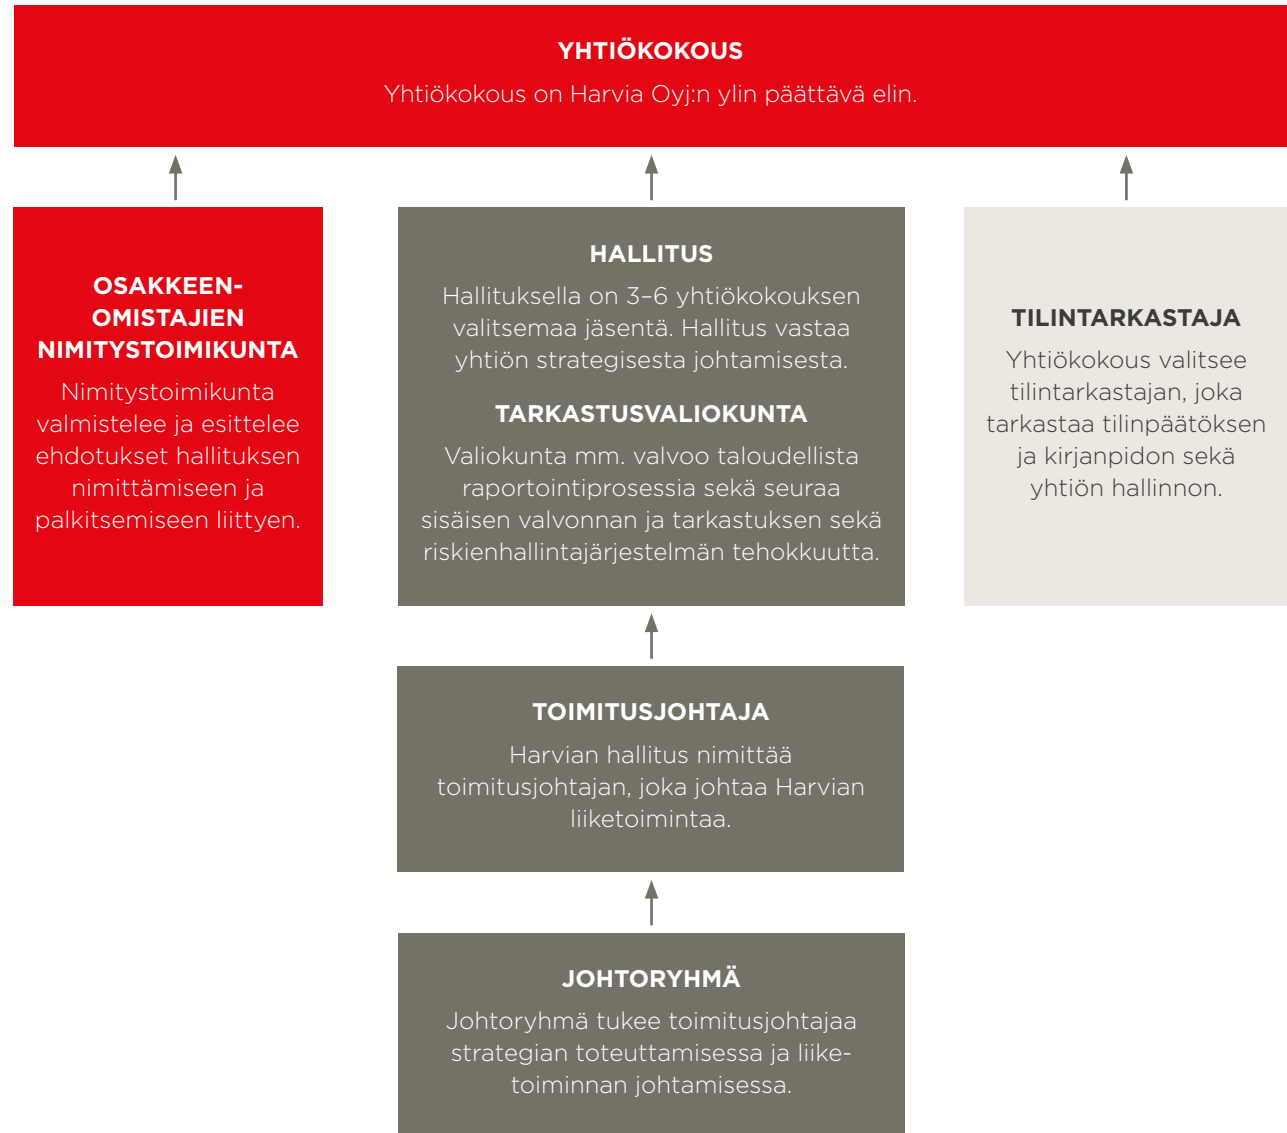 YHTIÖKOKOUS
Yhtiökokous on Harvia Oyj:n ylin päättävä elin.
OSAKKEEN-
OMISTAJIEN
NIMITYSTOIMIKUNTA
Nimitystoimikunta
valmistelee ja esittelee
ehdotukset hallituksen
nimittämiseen ja
palkitsemiseen liittyen.
HALLITUS
Hallituksella on 3–6 yhtiökokouksen
valitsemaa jäsentä. Hallitus vastaa
yhtiön strategisesta johtamisesta.
TARKASTUSVALIOKUNTA
Valiokunta mm. valvoo taloudellista
raportointiprosessia sekä seuraa
sisäisen valvonnan ja tarkastuksen sekä
riskienhallintajärjestelmän tehokkuutta.
TILINTARKASTAJA
Yhtiökokous valitsee
tilintarkastajan, joka
tarkastaa tilinpäätöksen
ja kirjanpidon sekä
yhtiön hallinnon.
TOIMITUSJOHTAJA
Harvian hallitus nimittää
toimitusjohtajan, joka johtaa Harvian
liiketoimintaa.
JOHTORYHMÄ
Johtoryhmä tukee toimitusjohtajaa
strategian toteuttamisessa ja liike-
toiminnan johtamisessa.